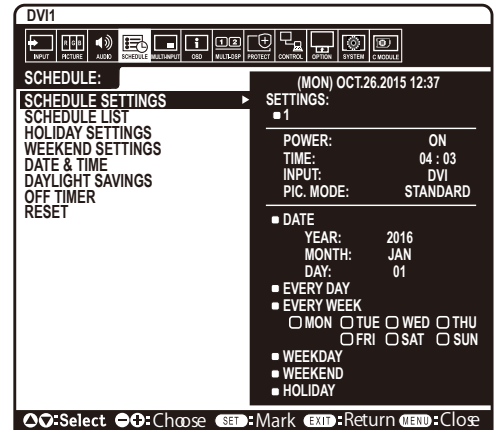 DVI1
INPUT RGB PICTURE AUDIO SCHEDULE MULTI-INPUT i OSD 1 2 MULTI-DSP PROTECT CONTROL OPTION SYSTEM C MODULE
SCHEDULE:
SCHEDULE SETTINGS
SCHEDULE LIST
HOLIDAY SETTINGS
WEEKEND SETTINGS
DATE & TIME
DAYLIGHT SAVINGS
OFF TIMER
RESET
(MON) OCT.26.2015 12:37
SETTINGS:
1
POWER: ON
TIME: 04 : 03
INPUT: DVI
PIC. MODE: STANDARD
DATE
YEAR: 2016
MONTH: JAN
DAY: 01
EVERY DAY
EVERY WEEK
MON TUE WED THU
FRI SAT SUN
WEEKDAY
WEEKEND
HOLIDAY
:Select :Choose SET:Mark EXIT:Return MENU:Close